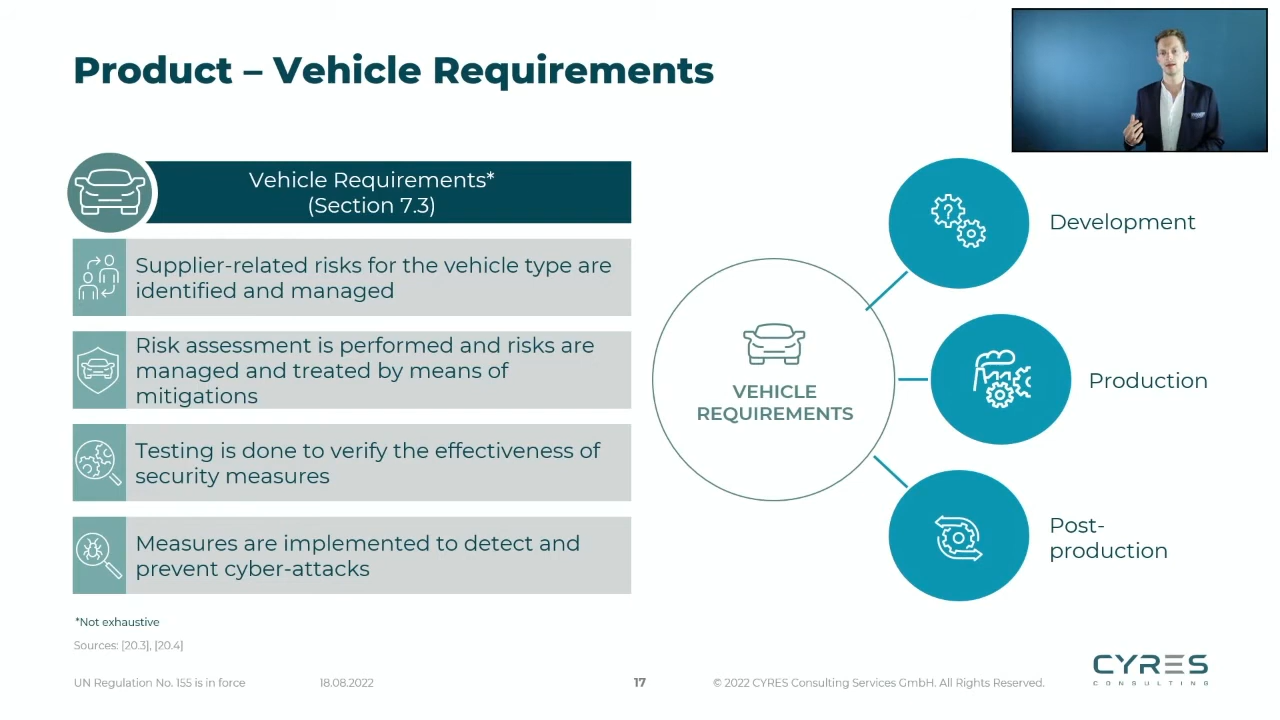 Product – Vehicle Requirements
Vehicle Requirements*
(Section 7.3)
Supplier-related risks for the vehicle type are
identified and managed
Risk assessment is performed and risks are
managed and treated by means of
mitigations
Testing is done to verify the effectiveness of
security measures
Measures are implemented to detect and
prevent cyber-attacks
VEHICLE
REQUIREMENTS
Development
Production
Post-
production
*Not exhaustive
Sources: [20.3], [20.4]
UN Regulation No. 155 is in force
18.08.2022
17
© 2022 CYRES Consulting Services GmbH. All Rights Reserved.
CYRES
CONSULTING